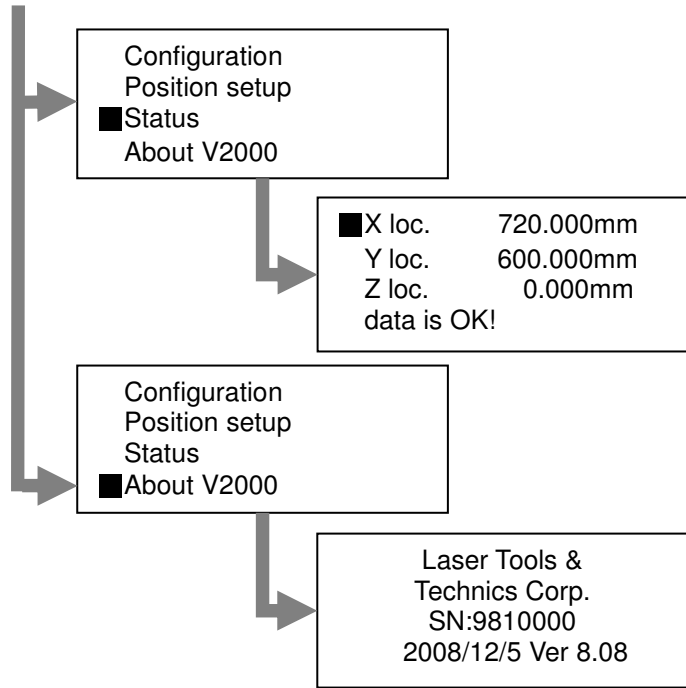 Configuration
Position setup
Status
About V2000
X loc. 720.000mm
Y loc. 600.000mm
Z loc. 0.000mm
data is OK!
Configuration
Position setup
Status
About V2000
Laser Tools &
Technics Corp.
SN:9810000
2008/12/5 Ver 8.08